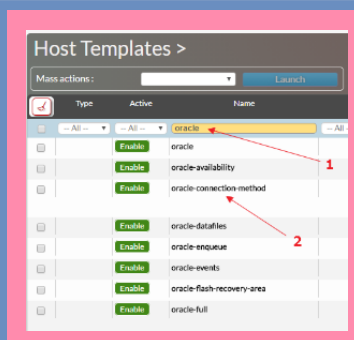 Host Templates >
Mass actions : Launch
Type Active Name
-- All -- -- All -- oracle -- All -
1
Enable oracle
Enable oracle-availability
Enable oracle-connection-method
2
Enable oracle-datafiles
Enable oracle-enqueue
Enable oracle-events
Enable oracle-flash-recovery-area
Enable oracle-full